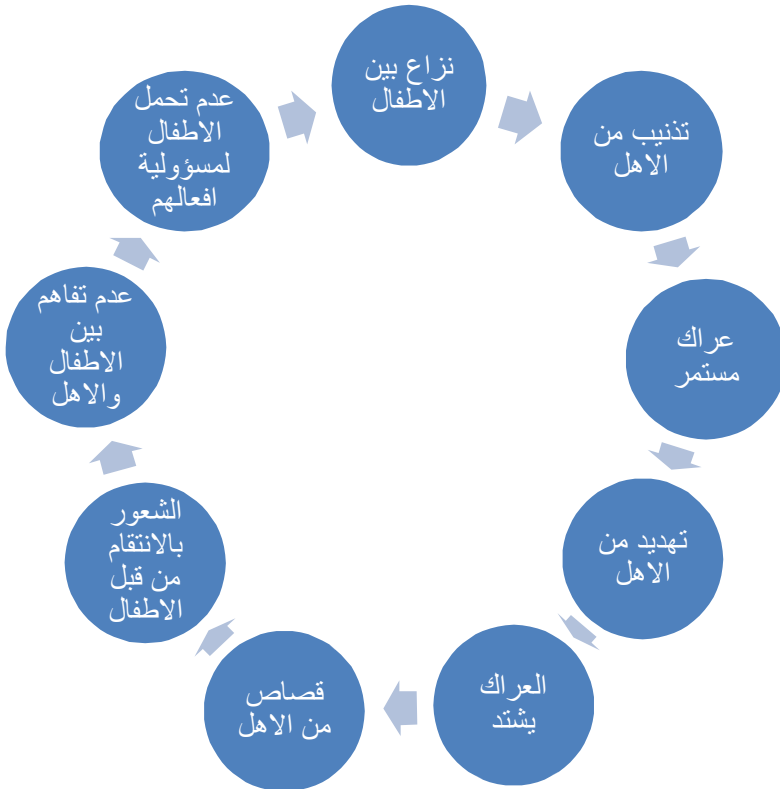 نزاع بين
الاطفال
تذنيب من
الاهل
عراك
مستمر
تهديد من
الاهل
العراك
يشتد
قصاص
من الاهل
الشعور
بالانتقام
من قبل
الاطفال
عدم تفاهم
بين
الاطفال
والاهل
عدم تحمل
الاطفال
لمسؤولية
افعالهم